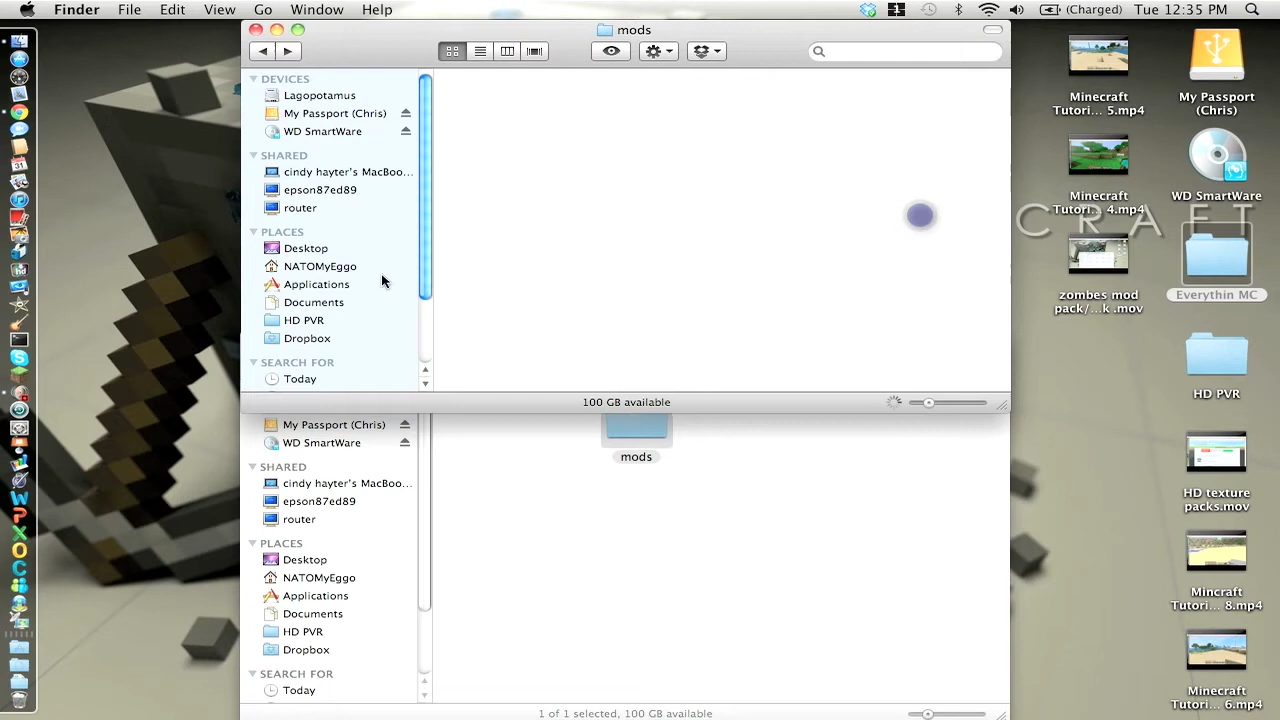 Finder File Edit View Go Window Help
(Charged) Tue 12:35 PM
mods
DEVICES
Lagopotamus
My Passport (Chris)
WD SmartWare
SHARED
cindy hayter's MacBoo...
epson87ed89
router
PLACES
Desktop
NATOMyEggo
Applications
Documents
HD PVR
Dropbox
SEARCH FOR
Today
100 GB available
My Passport (Chris)
WD SmartWare
SHARED
cindy hayter's MacBoo...
epson87ed89
router
PLACES
Desktop
NATOMyEggo
Applications
Documents
HD PVR
Dropbox
SEARCH FOR
Today
mods
1 of 1 selected, 100 GB available
Minecraft
Tutori... 5.mp4
Minecraft
Tutori... 4.mp4
zombes mod
pack/...k .mov
CRAFT
My Passport
(Chris)
WD SmartWare
Everythin MC
HD PVR
HD texture
packs.mov
Mincraft
Tutori... 8.mp4
Minecraft
Tutori... 6.mp4